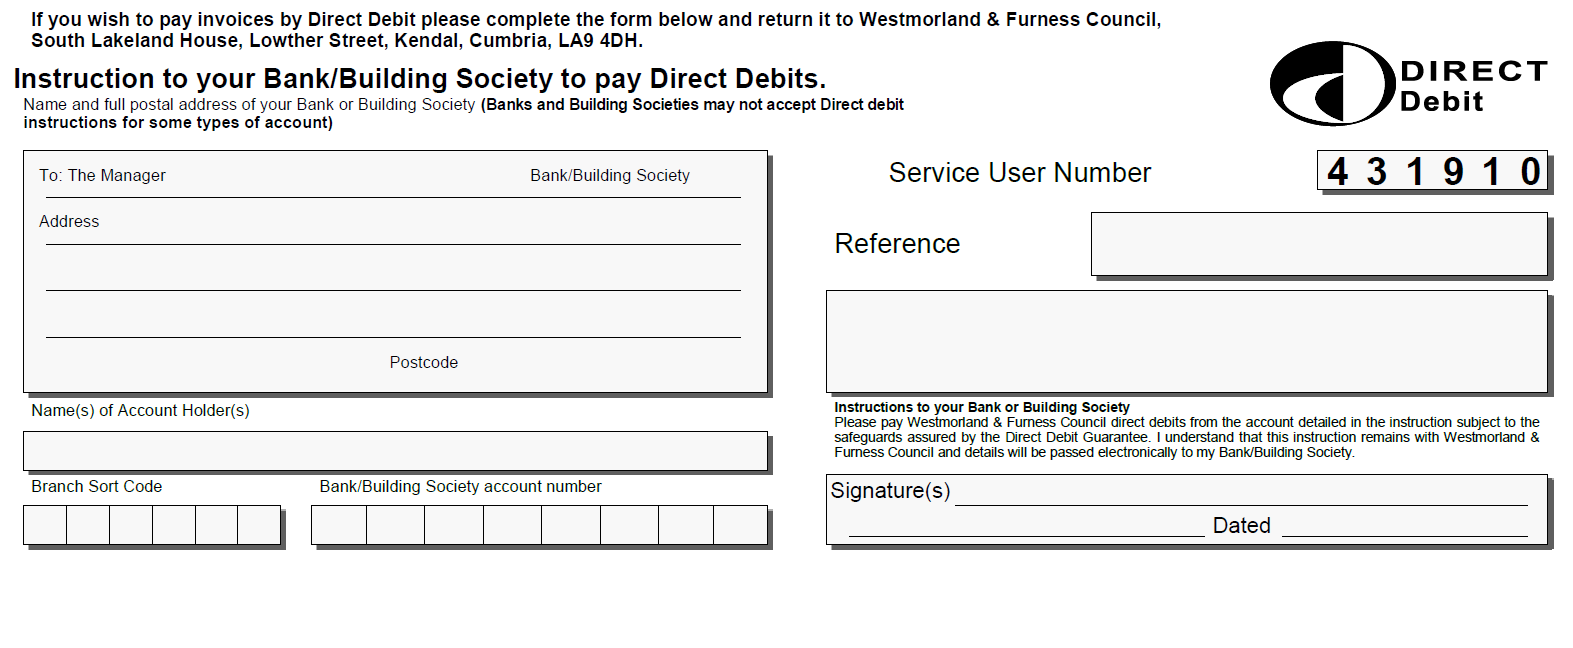 If you wish to pay invoices by Direct Debit please complete the form below and return it to Westmorland & Furness Council,
South Lakeland House, Lowther Street, Kendal, Cumbria, LA9 4DH.
Instruction to your Bank/Building Society to pay Direct Debits.
Name and full postal address of your Bank or Building Society (Banks and Building Societies may not accept Direct debit
instructions for some types of account)
DIRECT
Debit
To: The Manager Bank/Building Society
Address
Postcode
Name(s) of Account Holder(s)
Branch Sort Code
Bank/Building Society account number
Service User Number 4 3 1 9 1 0
Reference
Instructions to your Bank or Building Society
Please pay Westmorland & Furness Council direct debits from the account detailed in the instruction subject to the
safeguards assured by the Direct Debit Guarantee. I understand that this instruction remains with Westmorland &
Furness Council and details will be passed electronically to my Bank/Building Society.
Signature(s)
Dated